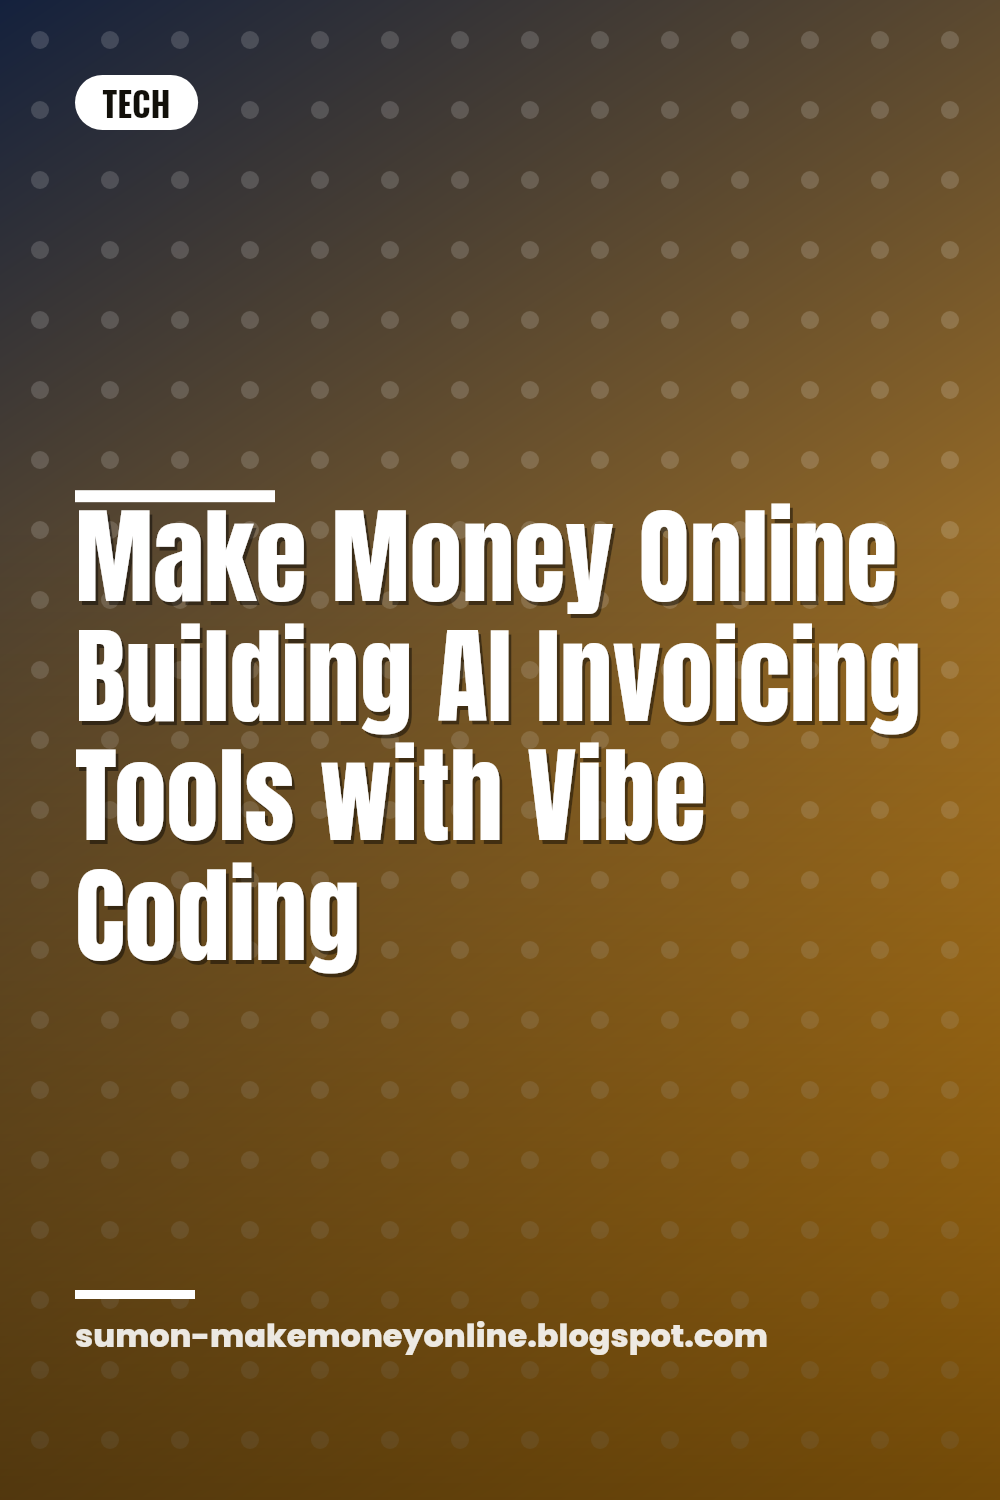 TECH
Make Money Online
Building AI Invoicing
Tools with Vibe
Coding
sumon-makemoneyonline.blogspot.com